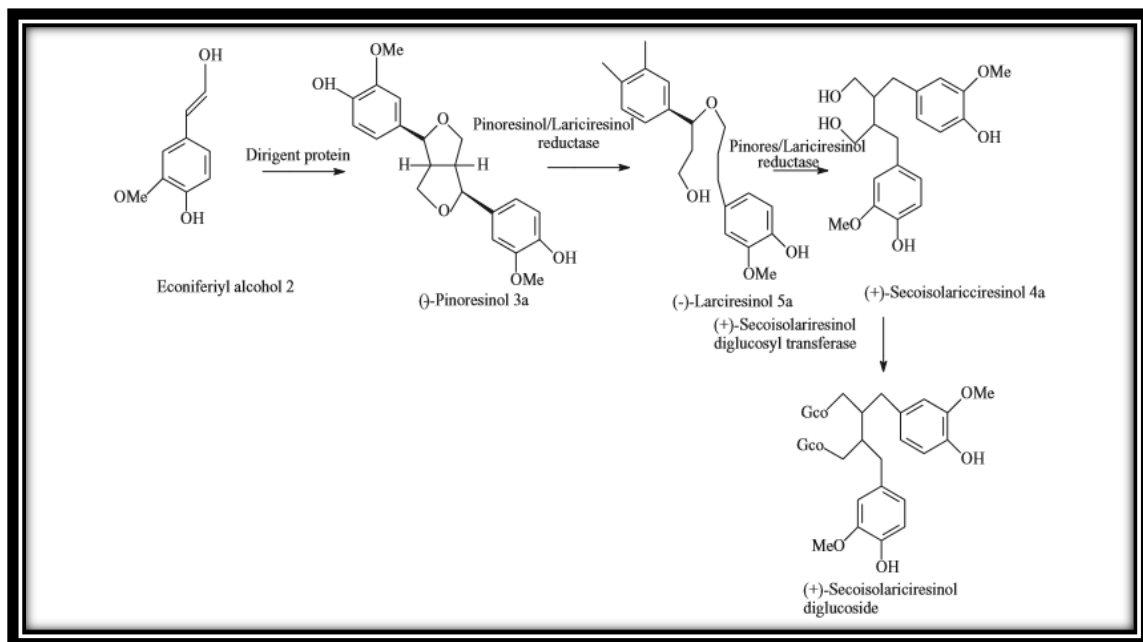 OH
MeO
OH
Econiferiyl alcohol 2
Dirigent protein
OMe
OH
O
H
H
O
OH
OMe
(-)-Pinoresinol 3a
Pinoresinol/Lariciresinol
reductase
O
OH
OH
OMe
(-)-Larciresinol 5a
Pinores/Lariciresinol
reductase
OMe
HO
OH
HO
MeO
OH
(+)-Secoisolaricciresinol 4a
(+)-Secoisolariresinol
diglucosyl transferase
OMe
Gco
OH
Gco
MeO
OH
(+)-Secoisolariciresinol
diglucoside